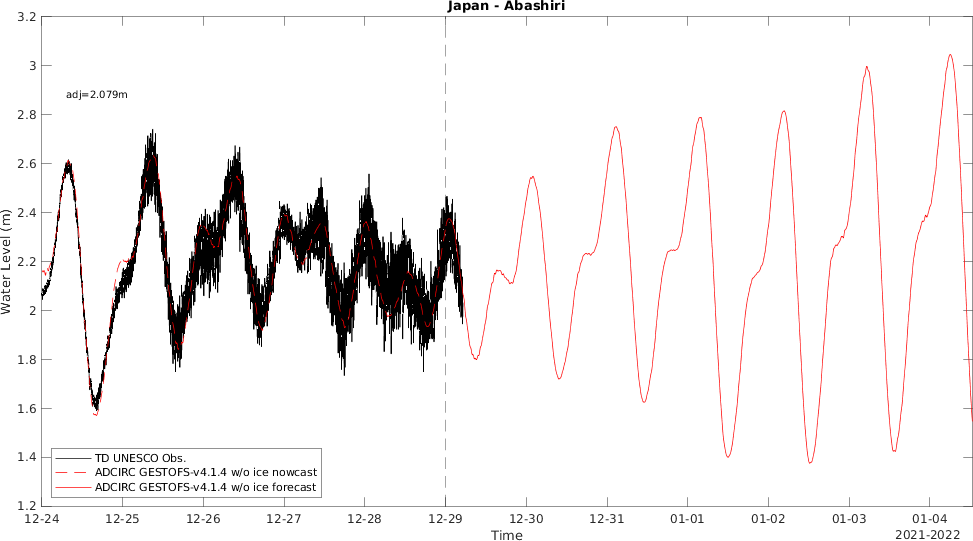 Japan - Abashiri
3.2
3
2.8
2.6
2.4
2.2
2
1.8
1.6
1.4
1.2
Water Level (m)
adj=2.079m
TD UNESCO Obs.
ADCIRC GESTOFS-v4.1.4 w/o ice nowcast
ADCIRC GESTOFS-v4.1.4 w/o ice forecast
12-24 12-25 12-26 12-27 12-28 12-29 12-30 12-31 01-01 01-02 01-03 01-04
Time
2021-2022